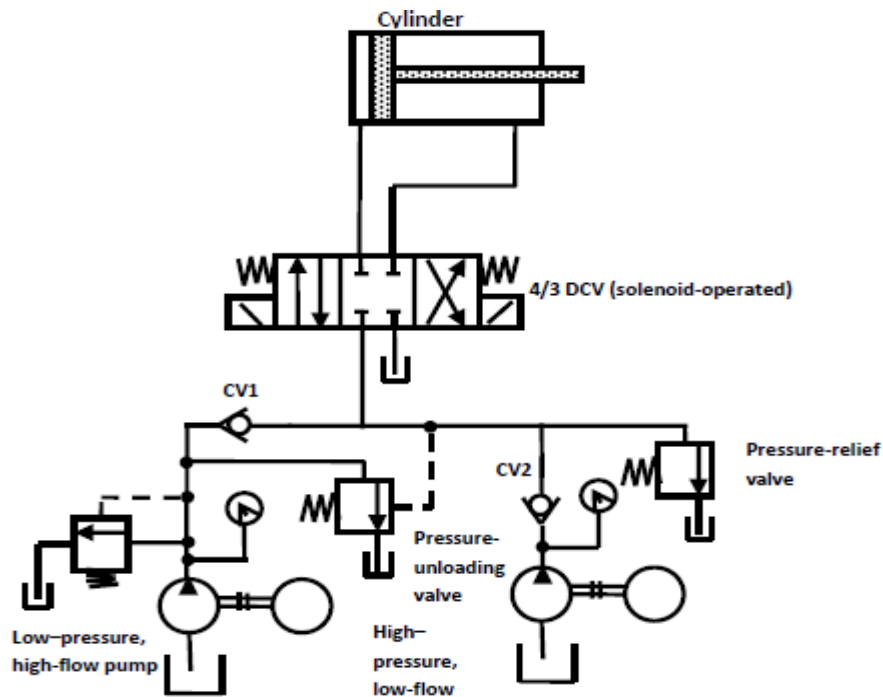 Cylinder
4/3 DCV (solenoid-operated)
CV1
Pressure-relief
valve
CV2
Pressure-
unloading
valve
Low–pressure,
high-flow pump
High–
pressure,
low-flow